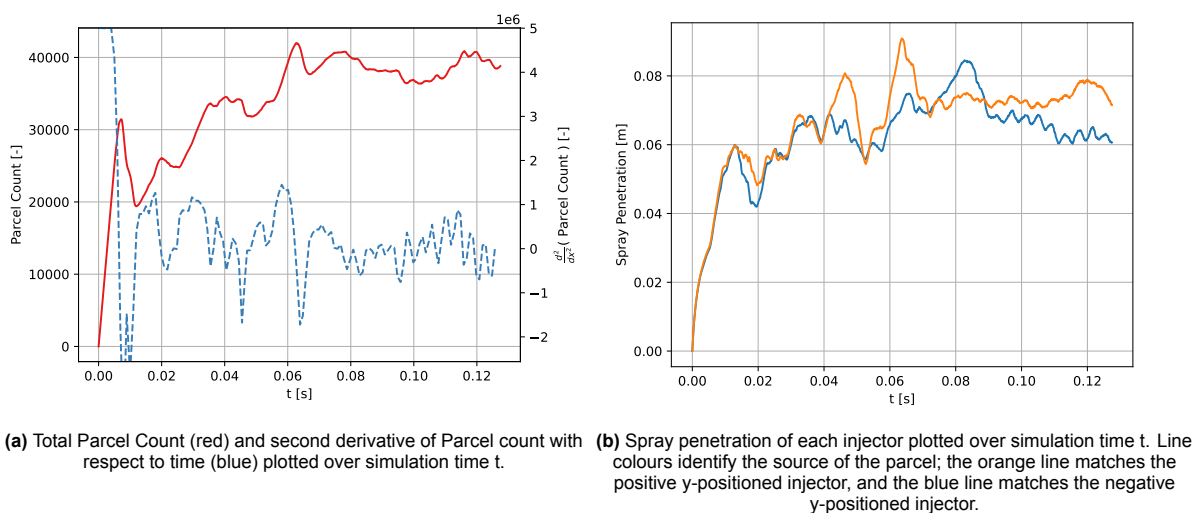 1e6
5
40000
4
3
30000
2
20000
1
0
10000
−1
0
−2
0.00 0.02 0.04 0.06 0.08 0.10 0.12
t [s]
Parcel Count [-]
d²/dx² ( Parcel Count ) [-]
0.08
0.06
0.04
0.02
0.00
0.00 0.02 0.04 0.06 0.08 0.10 0.12
t [s]
Spray Penetration [m]
(a) Total Parcel Count (red) and second derivative of Parcel count with
respect to time (blue) plotted over simulation time t.
(b) Spray penetration of each injector plotted over simulation time t. Line
colours identify the source of the parcel; the orange line matches the
positive y-positioned injector, and the blue line matches the negative
y-positioned injector.